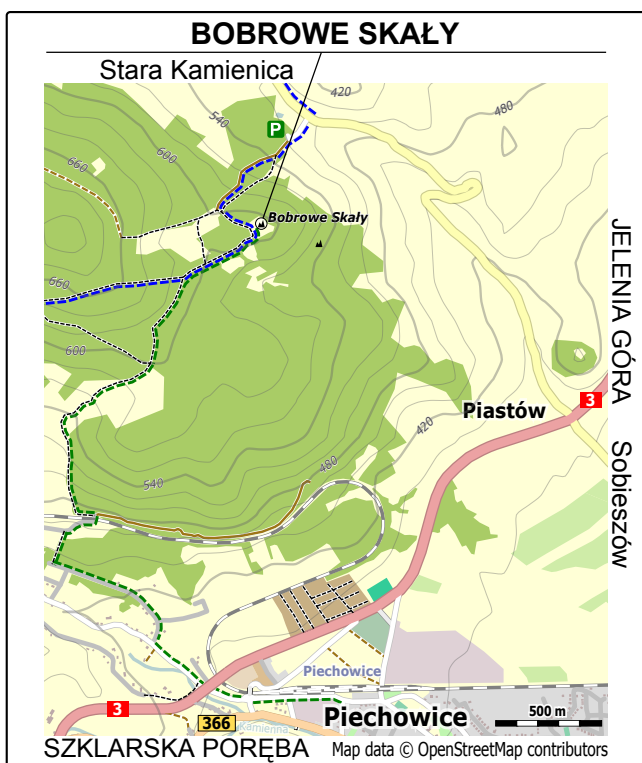 BOBROWE SKAŁY
Stara Kamienica
420
480
540
600
660
P
Bobrowe Skały
660
600
JELENIA GÓRA
3
Piastów
420
Sobieszów
480
540
Piechowice
3
366
Kamienna
Piechowice
500 m
SZKLARSKA PORĘBA
Map data © OpenStreetMap contributors